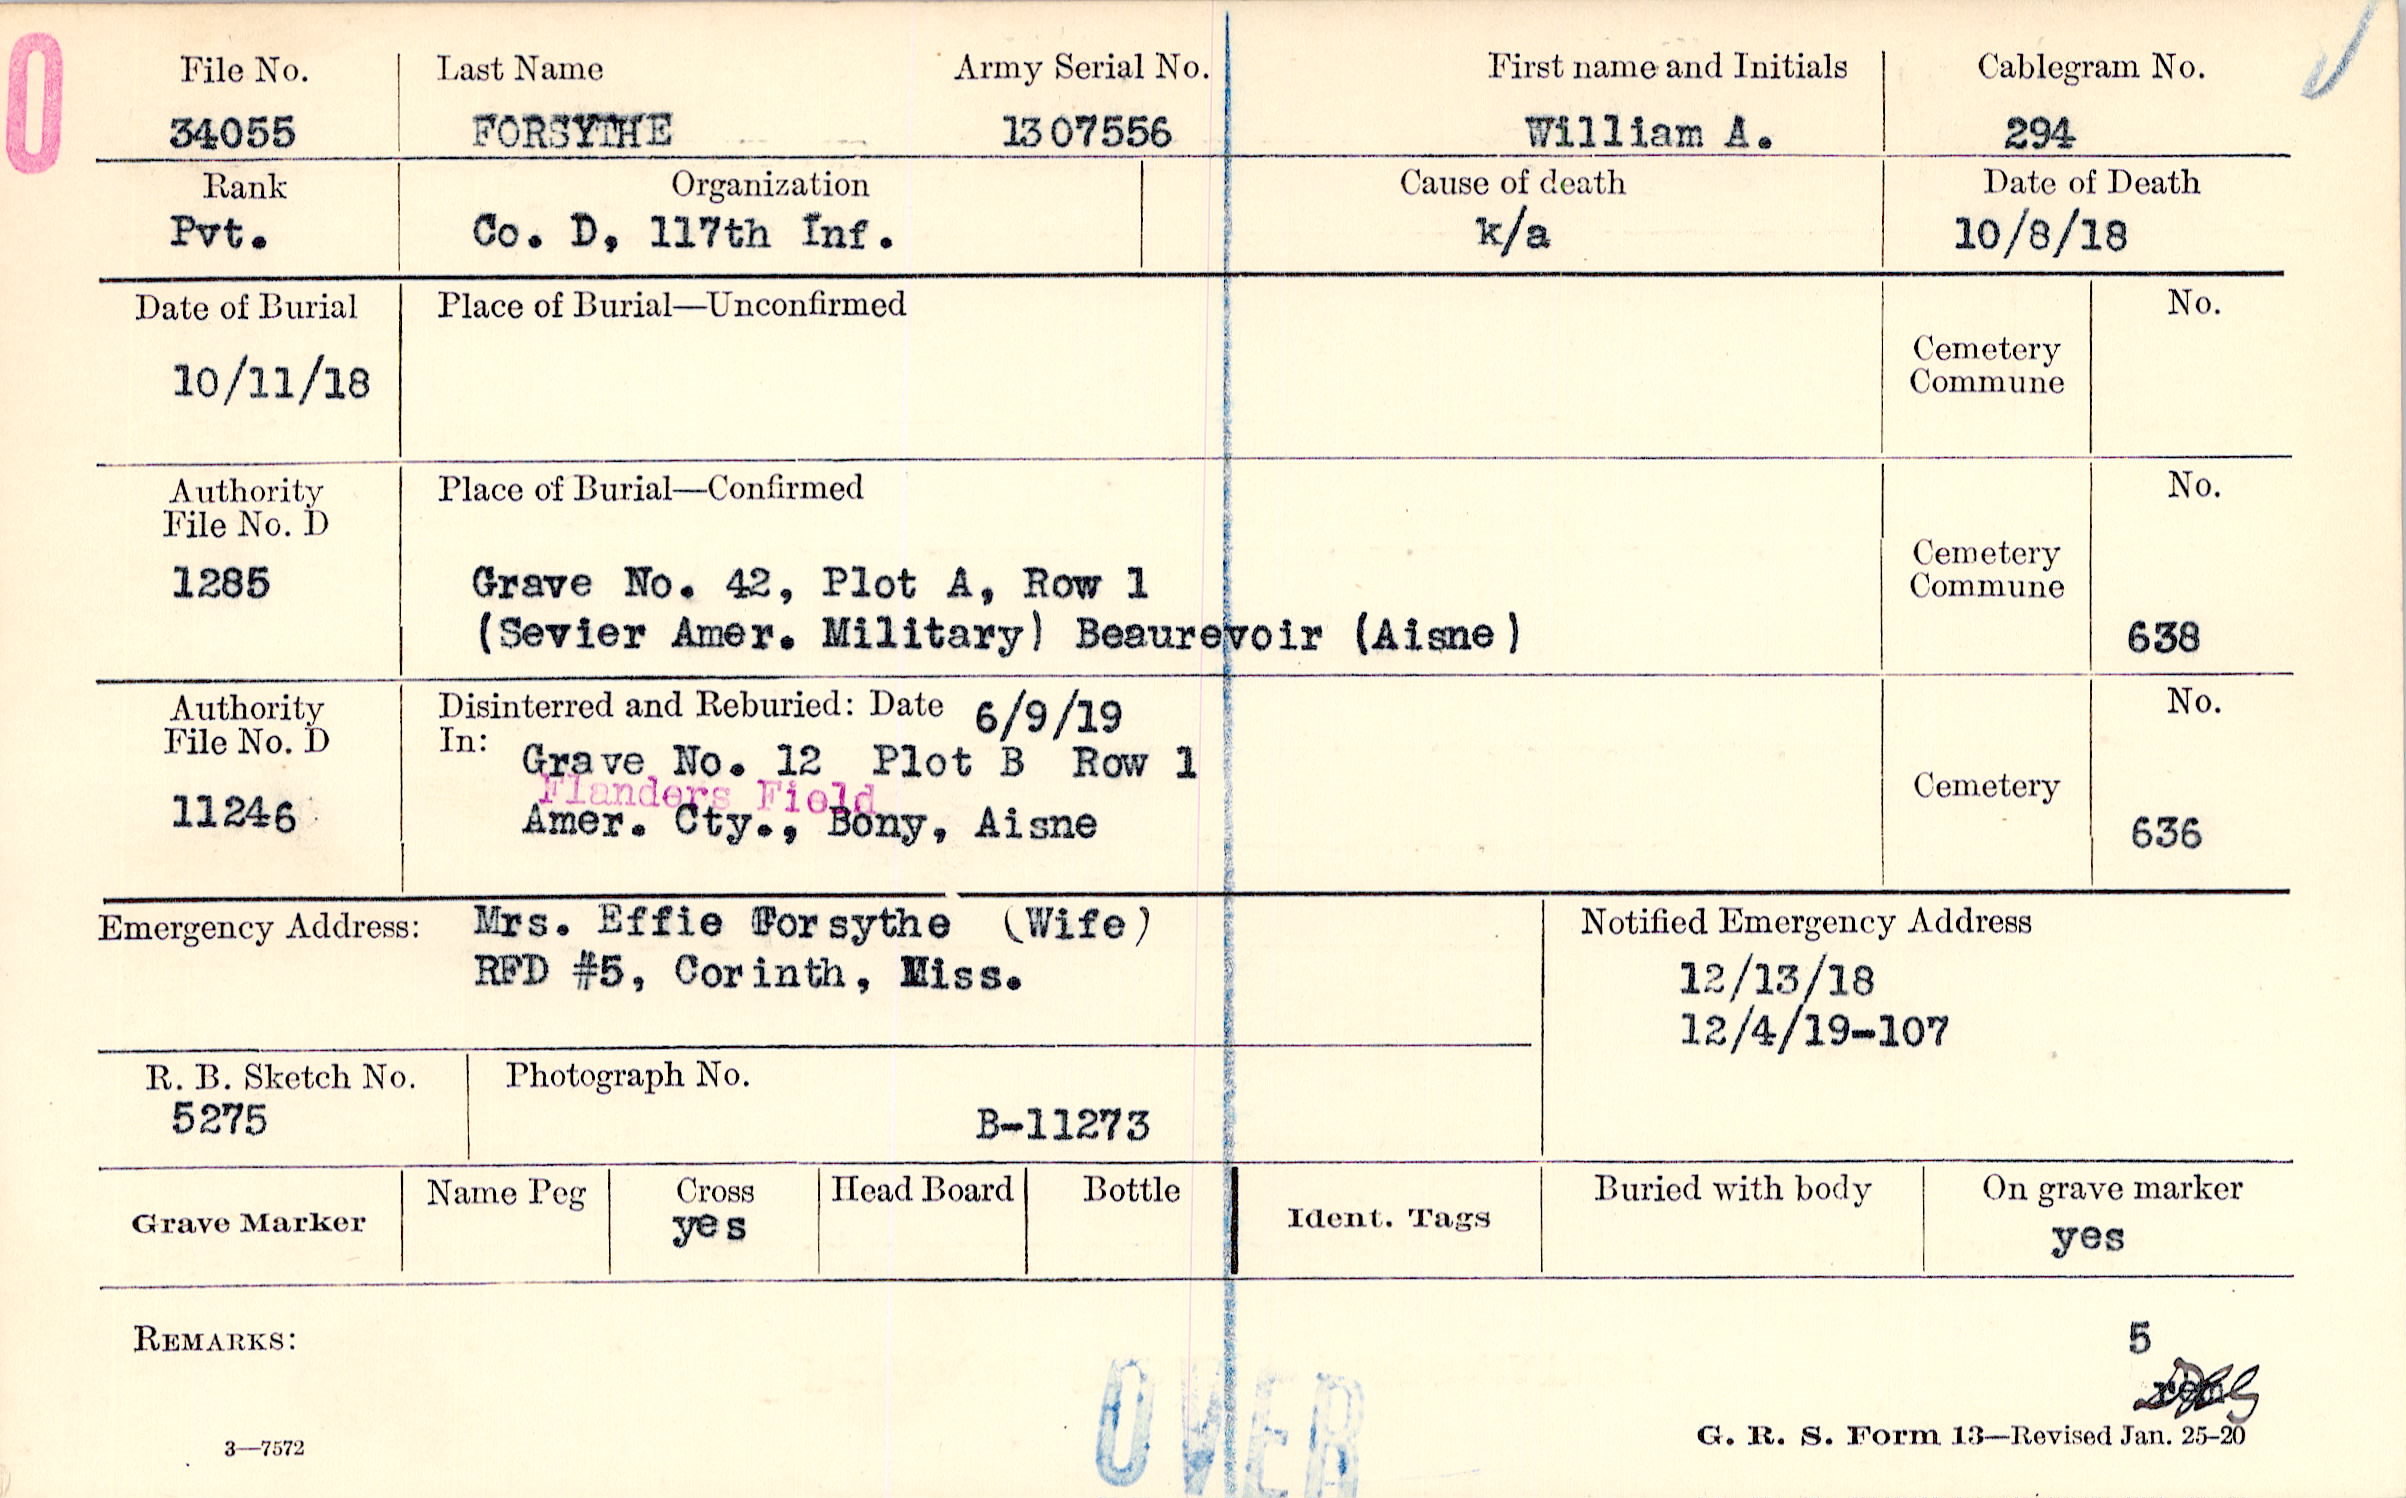 0
File No. Last Name Army Serial No. First name and Initials Cablegram No.
34055 FORSYTHE 1307556 William A. 294
Rank Organization Cause of death Date of Death
Pvt. Co. D, 117th Inf. k/a 10/8/18
Date of Burial Place of Burial—Unconfirmed No.
10/11/18
Cemetery
Commune
Authority
File No. D
Place of Burial—Confirmed No.
1285 Grave No. 42, Plot A, Row 1
(Sevier Amer. Military) Beaurevoir (Aisne)
Cemetery
Commune
638
Authority
File No. D
Disinterred and Reburied: Date 6/9/19 No.
In: Grave No. 12 Plot B Row 1
Flanders Field
11246 Amer. Cty., Bony, Aisne
Cemetery
636
Emergency Address: Mrs. Effie Forsythe (Wife)
RFD #5, Corinth, Miss.
Notified Emergency Address
12/13/18
12/4/19-107
R. B. Sketch No. Photograph No.
5275 B-11273
Grave Marker Name Peg Cross Head Board Bottle Ident. Tags Buried with body On grave marker
yes yes
REMARKS:
5
OVER
3—7572 G. R. S. Form 13—Revised Jan. 25-20